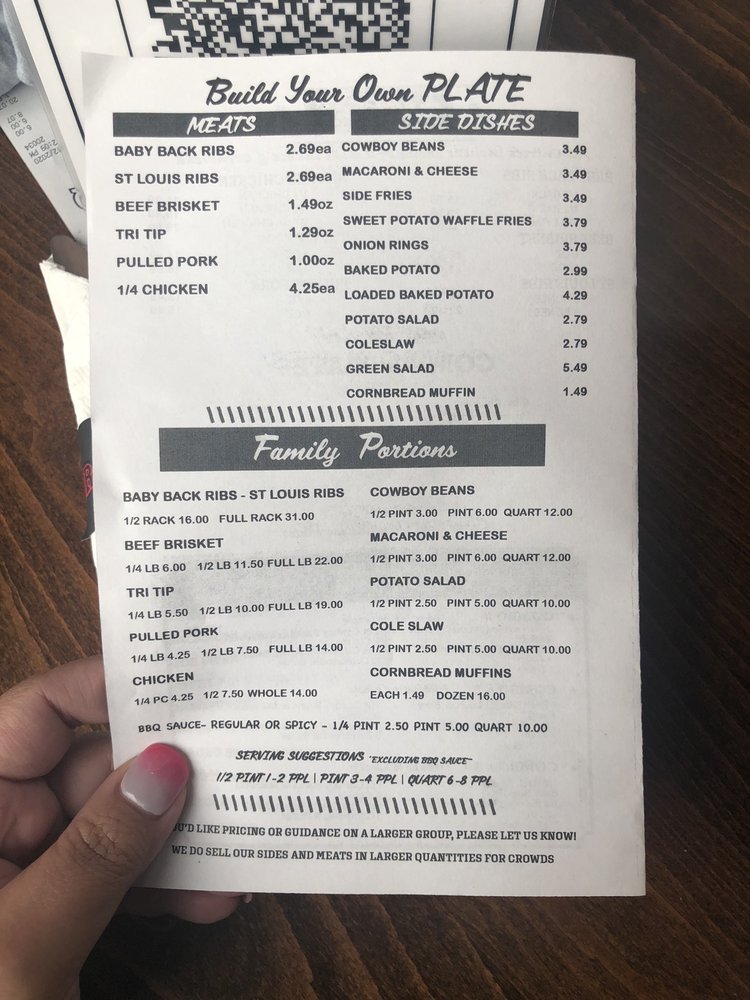 Build Your Own PLATE
MEATS
BABY BACK RIBS 2.69ea
ST LOUIS RIBS 2.69ea
BEEF BRISKET 1.49oz
TRI TIP 1.29oz
PULLED PORK 1.00oz
1/4 CHICKEN 4.25ea
SIDE DISHES
COWBOY BEANS 3.49
MACARONI & CHEESE 3.49
SIDE FRIES 3.49
SWEET POTATO WAFFLE FRIES 3.79
ONION RINGS 3.79
BAKED POTATO 2.99
LOADED BAKED POTATO 4.29
POTATO SALAD 2.79
COLESLAW 2.79
GREEN SALAD 5.49
CORNBREAD MUFFIN 1.49
Family Portions
BABY BACK RIBS - ST LOUIS RIBS
1/2 RACK 16.00 FULL RACK 31.00
BEEF BRISKET
1/4 LB 6.00 1/2 LB 11.50 FULL LB 22.00
TRI TIP
1/4 LB 5.50 1/2 LB 10.00 FULL LB 19.00
PULLED PORK
1/4 LB 4.25 1/2 LB 7.50 FULL LB 14.00
CHICKEN
1/4 PC 4.25 1/2 7.50 WHOLE 14.00
COWBOY BEANS
1/2 PINT 3.00 PINT 6.00 QUART 12.00
MACARONI & CHEESE
1/2 PINT 3.00 PINT 6.00 QUART 12.00
POTATO SALAD
1/2 PINT 2.50 PINT 5.00 QUART 10.00
COLE SLAW
1/2 PINT 2.50 PINT 5.00 QUART 10.00
CORNBREAD MUFFINS
EACH 1.49 DOZEN 16.00
BBQ SAUCE- REGULAR OR SPICY - 1/4 PINT 2.50 PINT 5.00 QUART 10.00
SERVING SUGGESTIONS "EXCLUDING BBQ SAUCE"
1/2 PINT 1-2 PPL | PINT 3-4 PPL | QUART 6-8 PPL
U'D LIKE PRICING OR GUIDANCE ON A LARGER GROUP, PLEASE LET US KNOW!
WE DO SELL OUR SIDES AND MEATS IN LARGER QUANTITIES FOR CROWDS